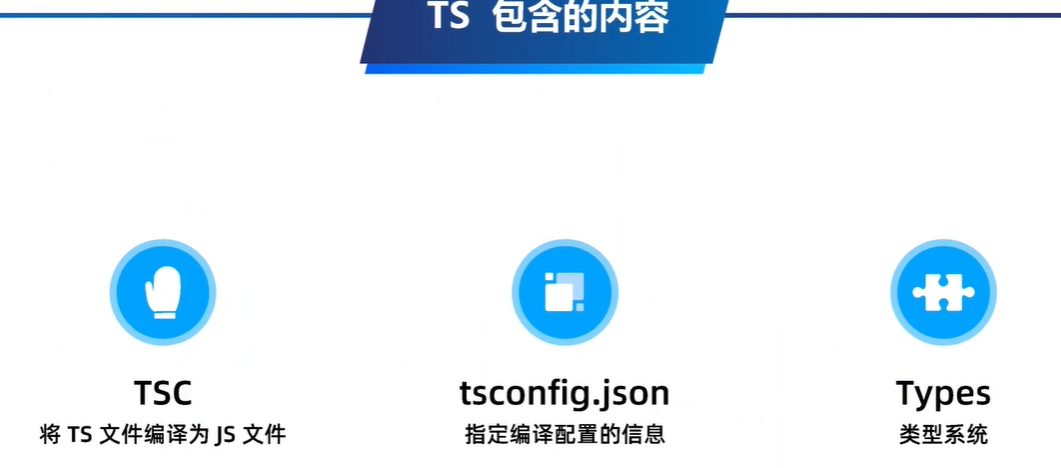 TS 包含的内容
TSC
将 TS 文件编译为 JS 文件
tsconfig.json
指定编译配置的信息
Types
类型系统